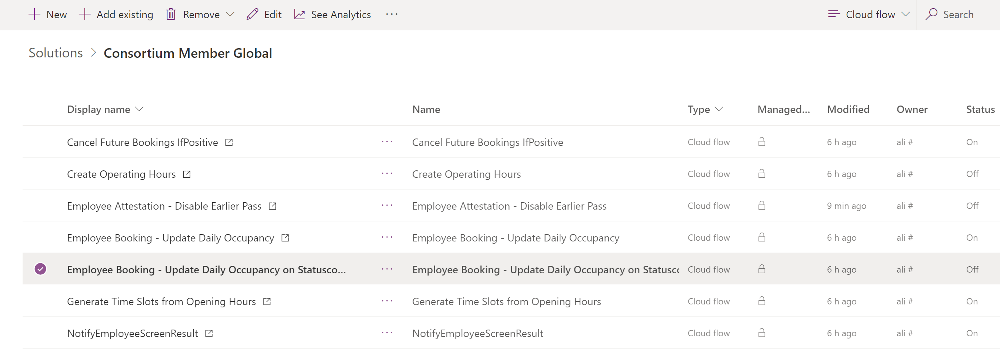 New Add existing Remove Edit See Analytics ··· Cloud flow Search
Solutions > Consortium Member Global
Display name Name Type Managed... Modified Owner Status
Cancel Future Bookings IfPositive ··· Cancel Future Bookings IfPositive Cloud flow 6 h ago ali # On
Create Operating Hours ··· Create Operating Hours Cloud flow 6 h ago ali # Off
Employee Attestation - Disable Earlier Pass ··· Employee Attestation - Disable Earlier Pass Cloud flow 9 min ago ali # Off
Employee Booking - Update Daily Occupancy ··· Employee Booking - Update Daily Occupancy Cloud flow 6 h ago ali # On
Employee Booking - Update Daily Occupancy on Statusco... ··· Employee Booking - Update Daily Occupancy on Statusc Cloud flow 6 h ago ali # Off
Generate Time Slots from Opening Hours ··· Generate Time Slots from Opening Hours Cloud flow 6 h ago ali # On
NotifyEmployeeScreenResult ··· NotifyEmployeeScreenResult Cloud flow 6 h ago ali # On